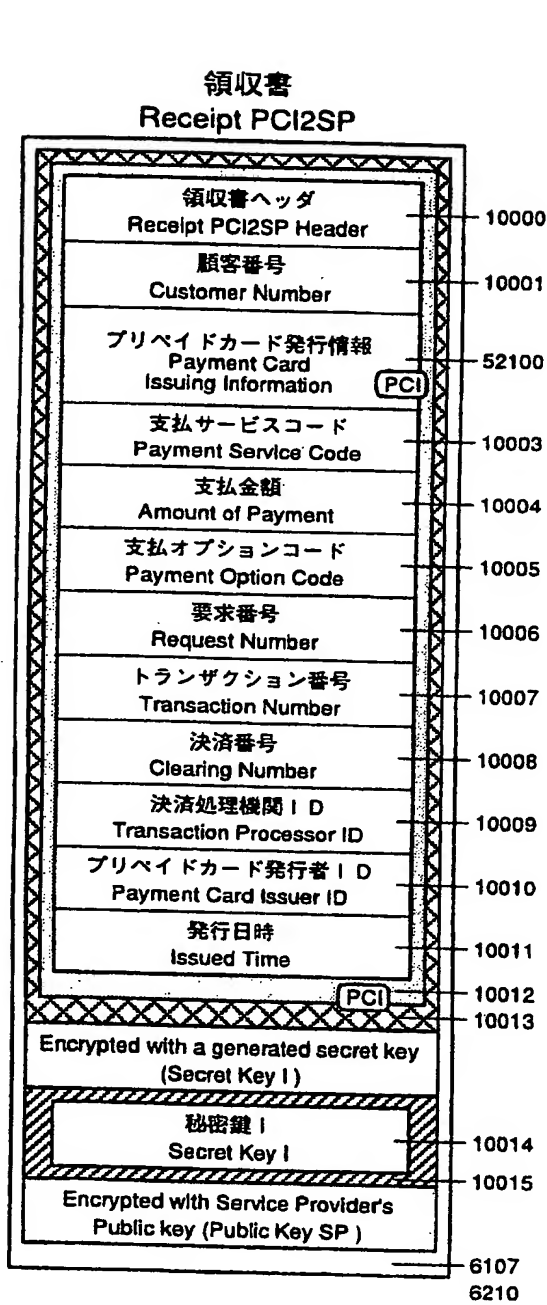 領収書
Receipt PCI2SP
領収書ヘッダ
Receipt PCI2SP Header
10000
顧客番号
Customer Number
10001
プリペイドカード発行情報
Payment Card
Issuing Information
PCI
52100
支払サービスコード
Payment Service Code
10003
支払金額
Amount of Payment
10004
支払オプションコード
Payment Option Code
10005
要求番号
Request Number
10006
トランザクション番号
Transaction Number
10007
決済番号
Clearing Number
10008
決済処理機関ID
Transaction Processor ID
10009
プリペイドカード発行者ID
Payment Card Issuer ID
10010
発行日時
Issued Time
10011
PCI
10012
10013
Encrypted with a generated secret key
(Secret Key I)
秘密鍵 I
Secret Key I
10014
10015
Encrypted with Service Provider's
Public key (Public Key SP )
6107
6210